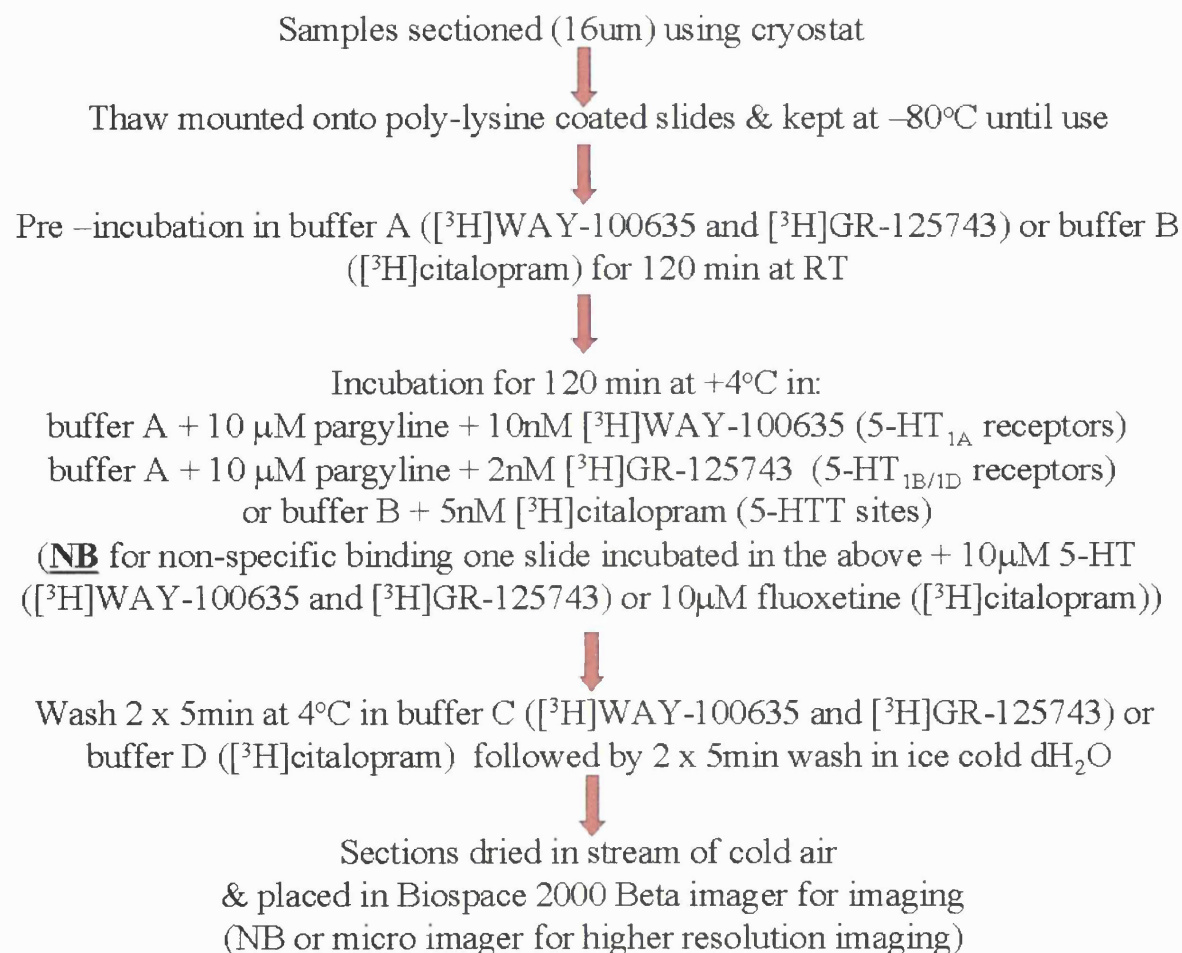 Samples sectioned (16um) using cryostat
Thaw mounted onto poly-lysine coated slides & kept at –80°C until use
Pre –incubation in buffer A ([³H]WAY-100635 and [³H]GR-125743) or buffer B
([³H]citalopram) for 120 min at RT
Incubation for 120 min at +4°C in:
buffer A + 10 μM pargyline + 10nM [³H]WAY-100635 (5-HT₁A receptors)
buffer A + 10 μM pargyline + 2nM [³H]GR-125743 (5-HT₁B/₁D receptors)
or buffer B + 5nM [³H]citalopram (5-HTT sites)
(NB for non-specific binding one slide incubated in the above + 10μM 5-HT
([³H]WAY-100635 and [³H]GR-125743) or 10μM fluoxetine ([³H]citalopram))
Wash 2 x 5min at 4°C in buffer C ([³H]WAY-100635 and [³H]GR-125743) or
buffer D ([³H]citalopram) followed by 2 x 5min wash in ice cold dH₂O
Sections dried in stream of cold air
& placed in Biospace 2000 Beta imager for imaging
(NB or micro imager for higher resolution imaging)